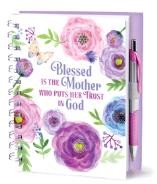 Blessed
IS THE Mother
WHO PUTS HER TRUST
IN God